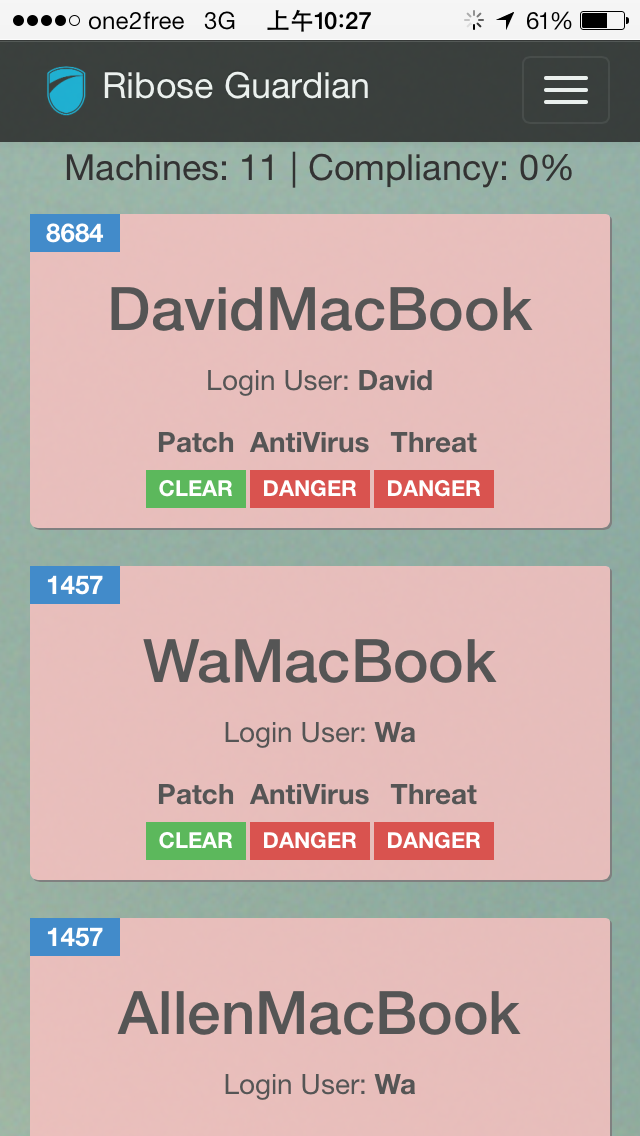 one2free 3G 上午10:27 61%
Ribose Guardian
Machines: 11 | Compliancy: 0%
8684
DavidMacBook
Login User: David
Patch AntiVirus Threat
CLEAR DANGER DANGER
1457
WaMacBook
Login User: Wa
Patch AntiVirus Threat
CLEAR DANGER DANGER
1457
AllenMacBook
Login User: Wa